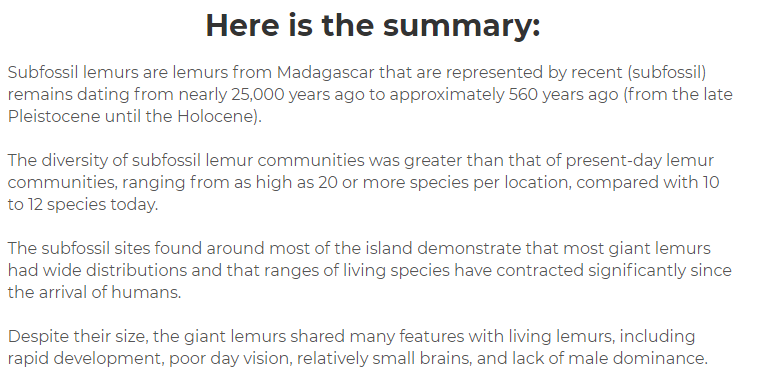 Here is the summary:
Subfossil lemurs are lemurs from Madagascar that are represented by recent (subfossil)
remains dating from nearly 25,000 years ago to approximately 560 years ago (from the late
Pleistocene until the Holocene).
The diversity of subfossil lemur communities was greater than that of present-day lemur
communities, ranging from as high as 20 or more species per location, compared with 10
to 12 species today.
The subfossil sites found around most of the island demonstrate that most giant lemurs
had wide distributions and that ranges of living species have contracted significantly since
the arrival of humans.
Despite their size, the giant lemurs shared many features with living lemurs, including
rapid development, poor day vision, relatively small brains, and lack of male dominance.